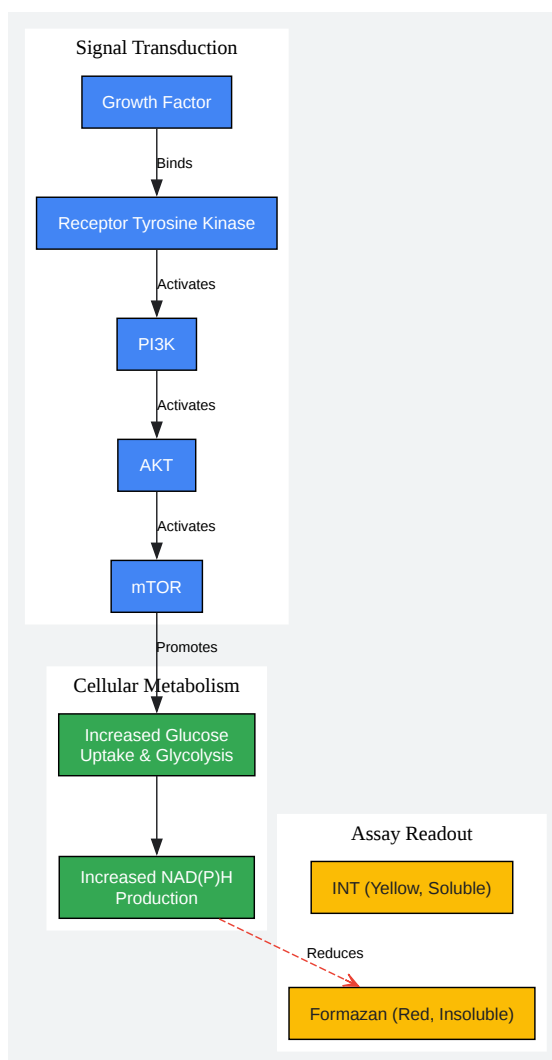 Signal Transduction
Growth Factor
Binds
Receptor Tyrosine Kinase
Activates
PI3K
Activates
AKT
Activates
mTOR
Promotes
Cellular Metabolism
Increased Glucose
Uptake & Glycolysis
Increased NAD(P)H
Production
Assay Readout
INT (Yellow, Soluble)
Reduces
Formazan (Red, Insoluble)